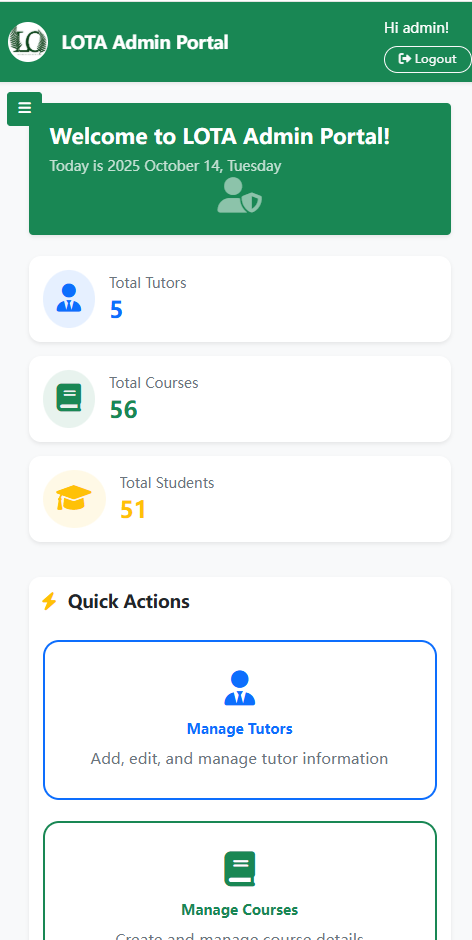 LO
LOTA Admin Portal
Hi admin!
Logout
Welcome to LOTA Admin Portal!
Today is 2025 October 14, Tuesday
Total Tutors
5
Total Courses
56
Total Students
51
Quick Actions
Manage Tutors
Add, edit, and manage tutor information
Manage Courses
Create and manage course details